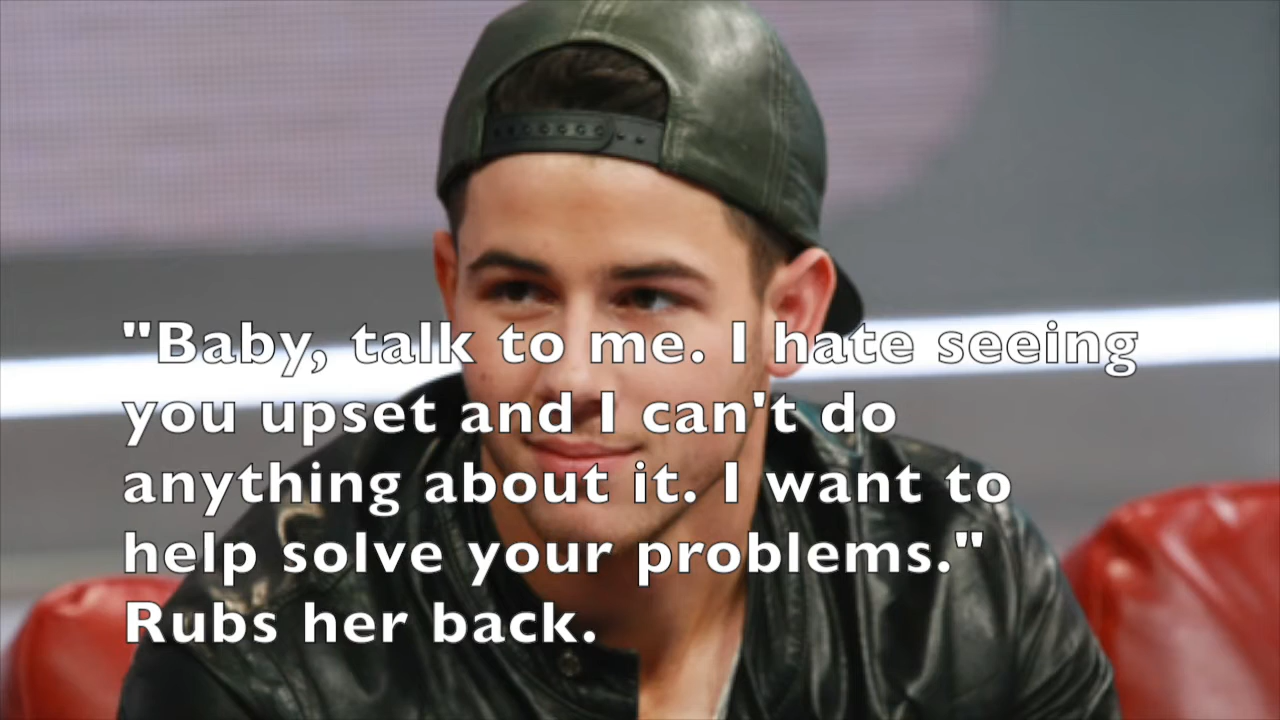 "Baby, talk to me. I hate seeing
you upset and I can't do
anything about it. I want to
help solve your problems."
Rubs her back.